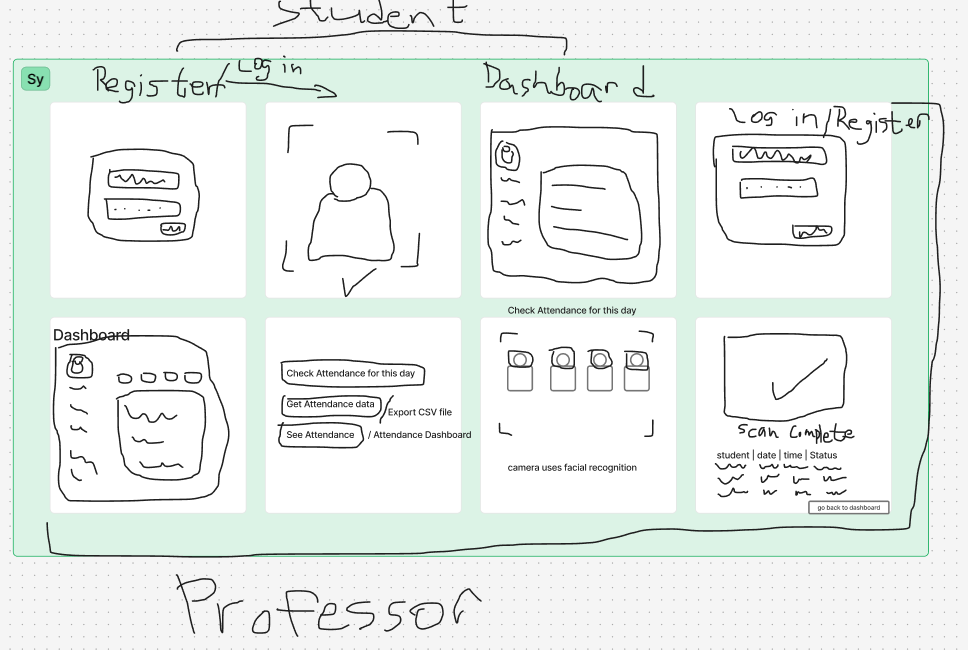 Student
Sy
Register/
Log in
Dashboard
Log in/Register
Dashboard
Check Attendance for this day
Get Attendance data
/Export CSV file
See Attendance
/ Attendance Dashboard
Check Attendance for this day
camera uses facial recognition
Scan Complete
student | date | time | Status
go back to dashboard
Professor